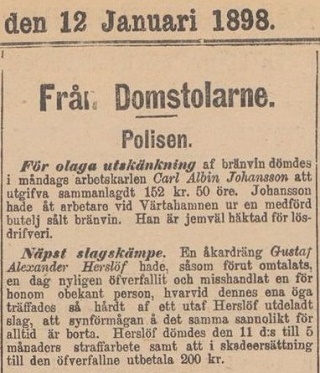 den 12 Januari 1898.
Från Domstolarne.
Polisen.
För olaga utskänkning af bränvin dömdes
i måndags arbetskarlen Carl Albin Johansson att
utgifva sammanlagdt 152 kr. 50 öre. Johansson
hade åt arbetare vid Värtahamnen ur en medförd
butelj sålt bränvin. Han är jemväl häktad för lös-
drifveri.
Näpst slagskämpe. En åkardräng Gustaf
Alexander Herslöf hade, såsom förut omtalats,
en dag nyligen öfverfallit och misshandlat en för
honom obekant person, hvarvid dennes ena öga
träffades så hårdt af ett utaf Herslöf utdeladt
slag, att synförmågan å det samma sannolikt för
alltid är borta. Herslöf dömdes den 11 d:s till 5
månaders straffarbete samt att i skadeersättning
till den öfverfallne utbetala 200 kr.